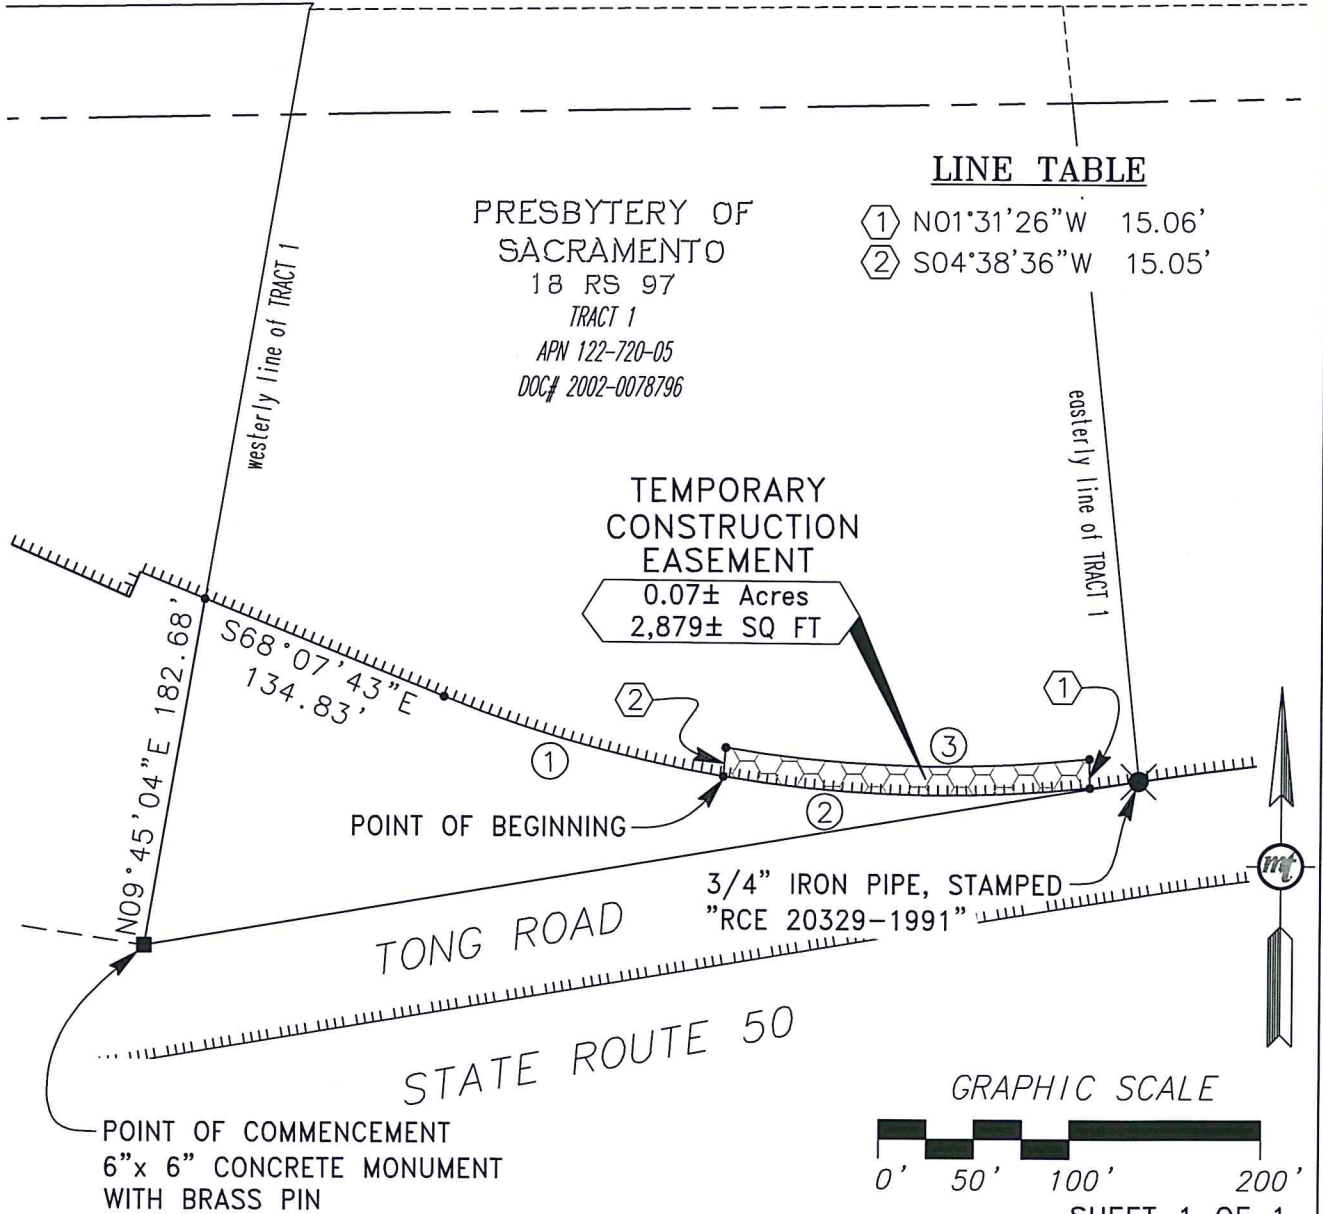 LINE TABLE
1 N01°31'26"W 15.06'
2 S04°38'36"W 15.05'
PRESBYTERY OF
SACRAMENTO
18 RS 97
TRACT 1
APN 122-720-05
DOC# 2002-0078796
westerly line of TRACT 1
easterly line of TRACT 1
TEMPORARY
CONSTRUCTION
EASEMENT
0.07± Acres
2,879± SQ FT
S68°07'43"E
134.83'
N09°45'04"E 182.68'
2
1
1
3
2
POINT OF BEGINNING
3/4" IRON PIPE, STAMPED
"RCE 20329-1991"
mt
TONG ROAD
STATE ROUTE 50
POINT OF COMMENCEMENT
6"x 6" CONCRETE MONUMENT
WITH BRASS PIN
GRAPHIC SCALE
0' 50' 100' 200'
SHEET 1 OF 1